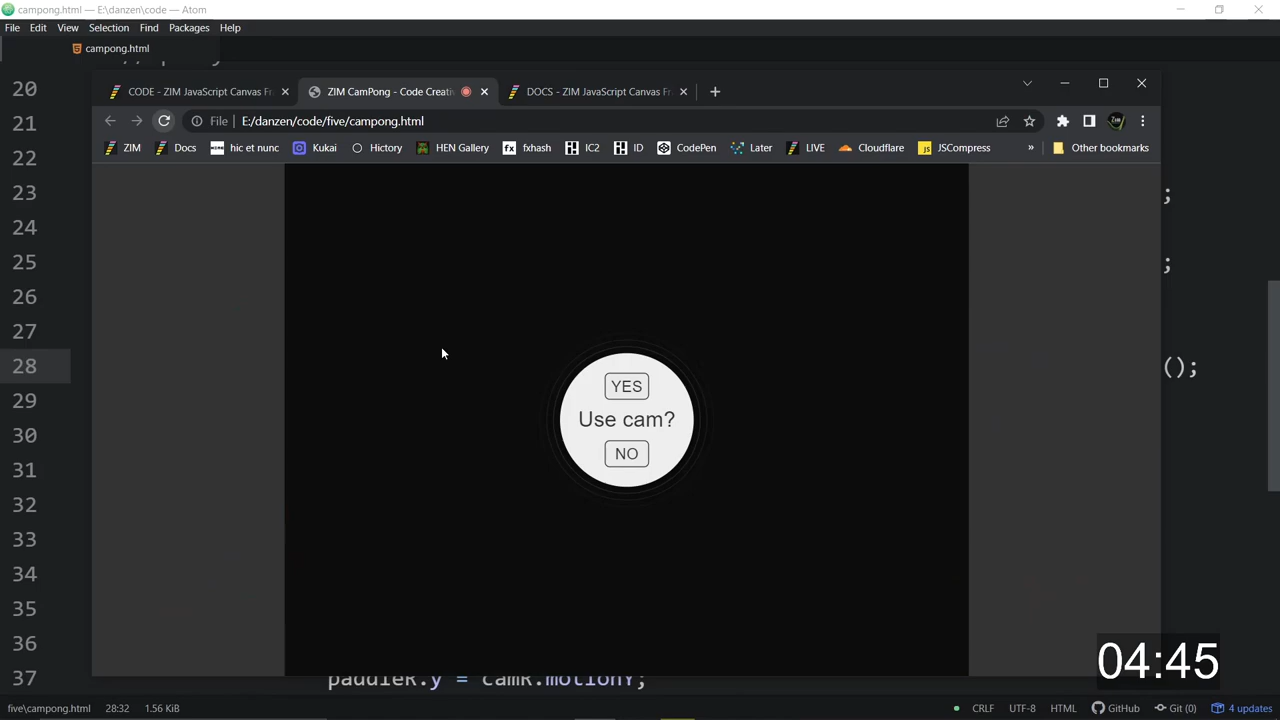 campong.html — E:\danzen\code — Atom
File Edit View Selection Find Packages Help
campong.html
20
CODE - ZIM JavaScript Canvas Fr
ZIM CamPong - Code Creativ
DOCS - ZIM JavaScript Canvas Fr
21
File E:/danzen/code/five/campong.html
22
ZIM Docs hic et nunc Kukai Hictory HEN Gallery fxhash IC2 ID CodePen Later LIVE Cloudflare JSCompress » Other bookmarks
23 ;
24
25 ;
26
27
28 ();
YES
Use cam?
NO
29
30
31
32
33
34
35
36
04:45
37 paddleR.y = camR.motionY;
five\campong.html 28:32 1.56 KiB CRLF UTF-8 HTML GitHub Git (0) 4 updates